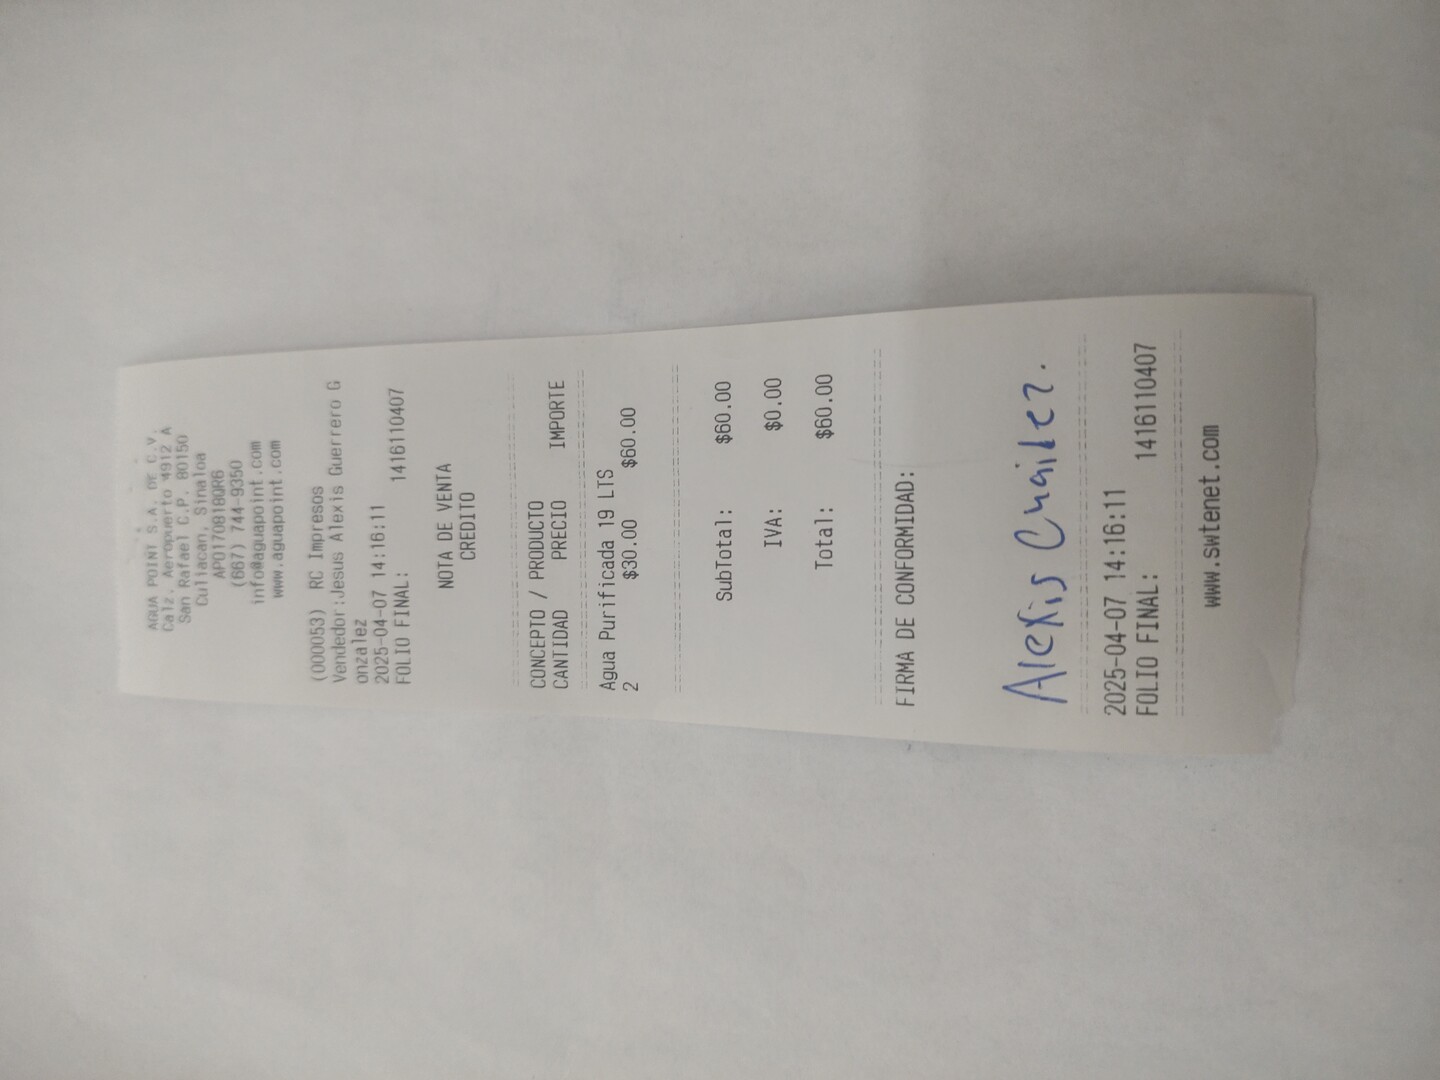 AGUA POINT S.A. DE C.V.
Calz. Aeropuerto 4912 A
San Rafael C.P. 80150
Culiacan, Sinaloa
APO170818QR6
(667) 744-9350
info@aguapoint.com
www.aguapoint.com
(000053) RC Impresos
Vendedor:Jesus Alexis Guerrero G
onzalez
2025-04-07 14:16:11
FOLIO FINAL: 1416110407
NOTA DE VENTA
CREDITO
CONCEPTO / PRODUCTO
CANTIDAD PRECIO IMPORTE
Agua Purificada 19 LTS
2 $30.00 $60.00
SubTotal: $60.00
IVA: $0.00
Total: $60.00
FIRMA DE CONFORMIDAD:
Alexis
2025-04-07 14:16:11
FOLIO FINAL: 1416110407
www.swtenet.com